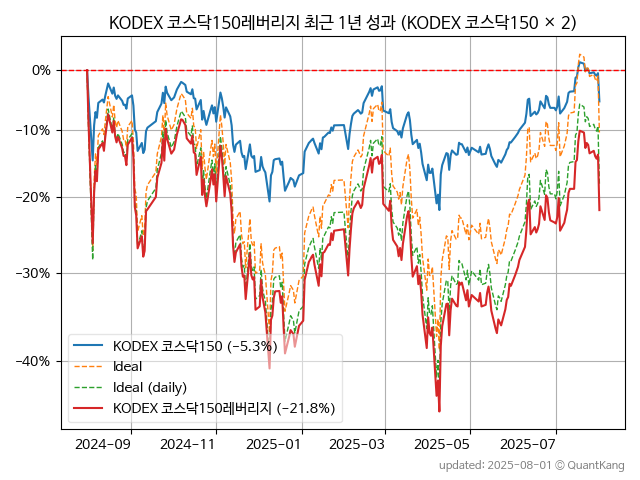 KODEX 코스닥150레버리지 최근 1년 성과 (KODEX 코스닥150 × 2)
0%
−10%
−20%
−30%
−40%
KODEX 코스닥150 (−5.3%)
Ideal
Ideal (daily)
KODEX 코스닥150레버리지 (−21.8%)
2024−09
2024−11
2025−01
2025−03
2025−05
2025−07
updated: 2025-08-01 © QuantKang